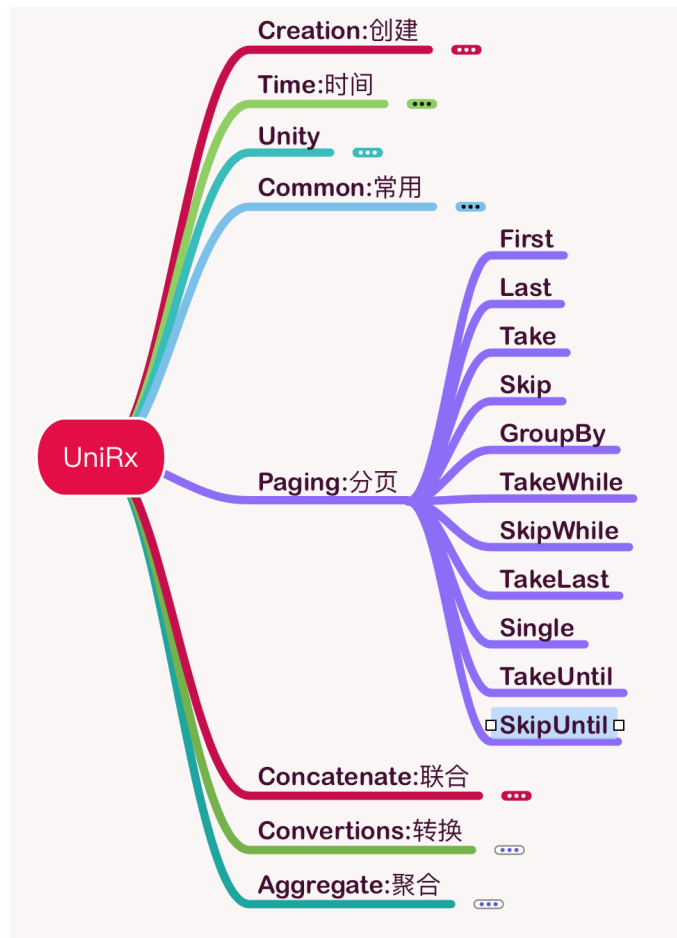 Creation:创建
Time:时间
Unity
Common:常用
First
Last
Take
Skip
GroupBy
UniRx
Paging:分页
TakeWhile
SkipWhile
TakeLast
Single
TakeUntil
SkipUntil
Concatenate:联合
Convertions:转换
Aggregate:聚合